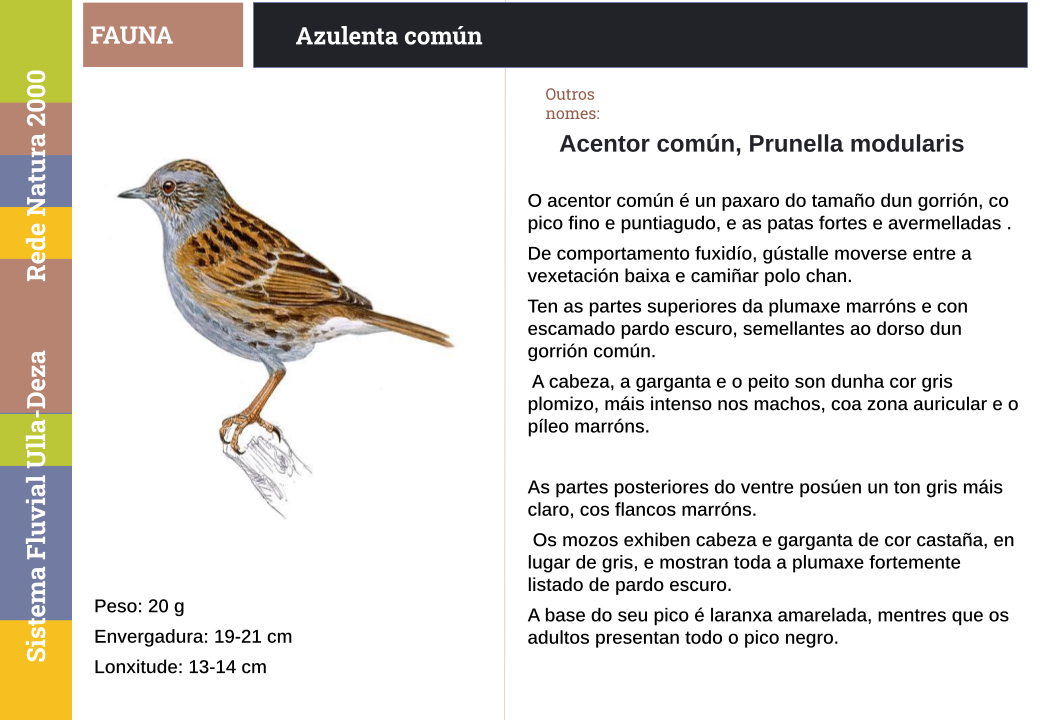 FAUNA
Azulenta común
Rede Natura 2000
Sistema Fluvial Ulla-Deza
Outros
nomes:
Acentor común, Prunella modularis
O acentor común é un paxaro do tamaño dun gorrión, co
pico fino e puntiagudo, e as patas fortes e avermelladas .
De comportamento fuxidío, gústalle moverse entre a
vexetación baixa e camiñar polo chan.
Ten as partes superiores da plumaxe marróns e con
escamado pardo escuro, semellantes ao dorso dun
gorrión común.
A cabeza, a garganta e o peito son dunha cor gris
plomizo, máis intenso nos machos, coa zona auricular e o
píleo marróns.
As partes posteriores do ventre posúen un ton gris máis
claro, cos flancos marróns.
Os mozos exhiben cabeza e garganta de cor castaña, en
lugar de gris, e mostran toda a plumaxe fortemente
listado de pardo escuro.
A base do seu pico é laranxa amarelada, mentres que os
adultos presentan todo o pico negro.
Peso: 20 g
Envergadura: 19-21 cm
Lonxitude: 13-14 cm